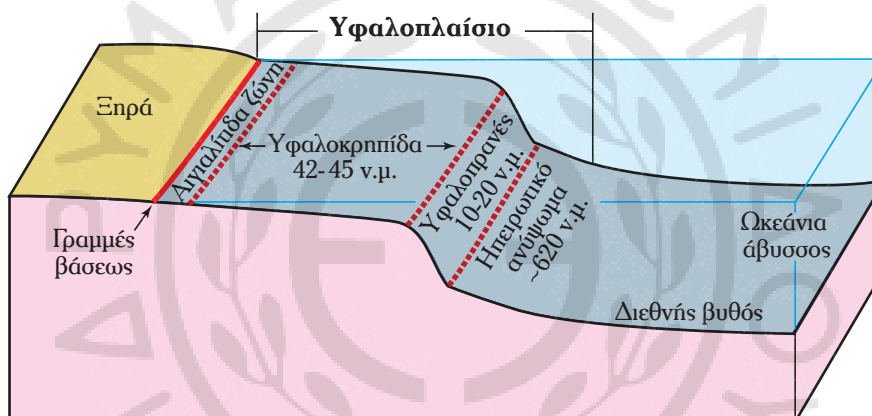 Υφαλοπλαίσιο
Ξηρά
Αιγιαλίτιδα ζώνη
Υφαλοκρηπίδα
42-45 ν.μ.
Υφαλοπρανές
10-20 ν.μ.
Ηπειρωτικό
ανύψωμα
~620 ν.μ.
Γραμμές
βάσεως
Ωκεάνια
άβυσσος
Διεθνής βυθός